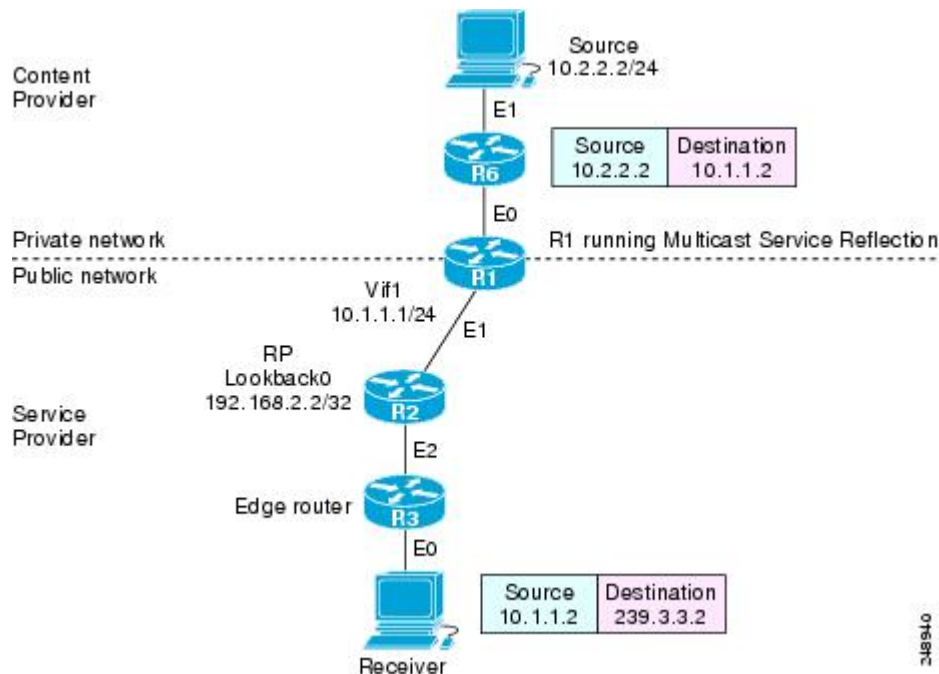 Source
10.2.2.2/24
Content
Provider
E1
R6
Source
10.2.2.2
Destination
10.1.1.2
E0
Private network
R1 running Multicast Service Reflection
R1
Public network
Vif1
10.1.1.1/24
E1
RP
Lookback0
192.168.2.2/32
R2
Service
Provider
E2
Edge router
R3
E0
Source
10.1.1.2
Destination
239.3.3.2
Receiver
248940